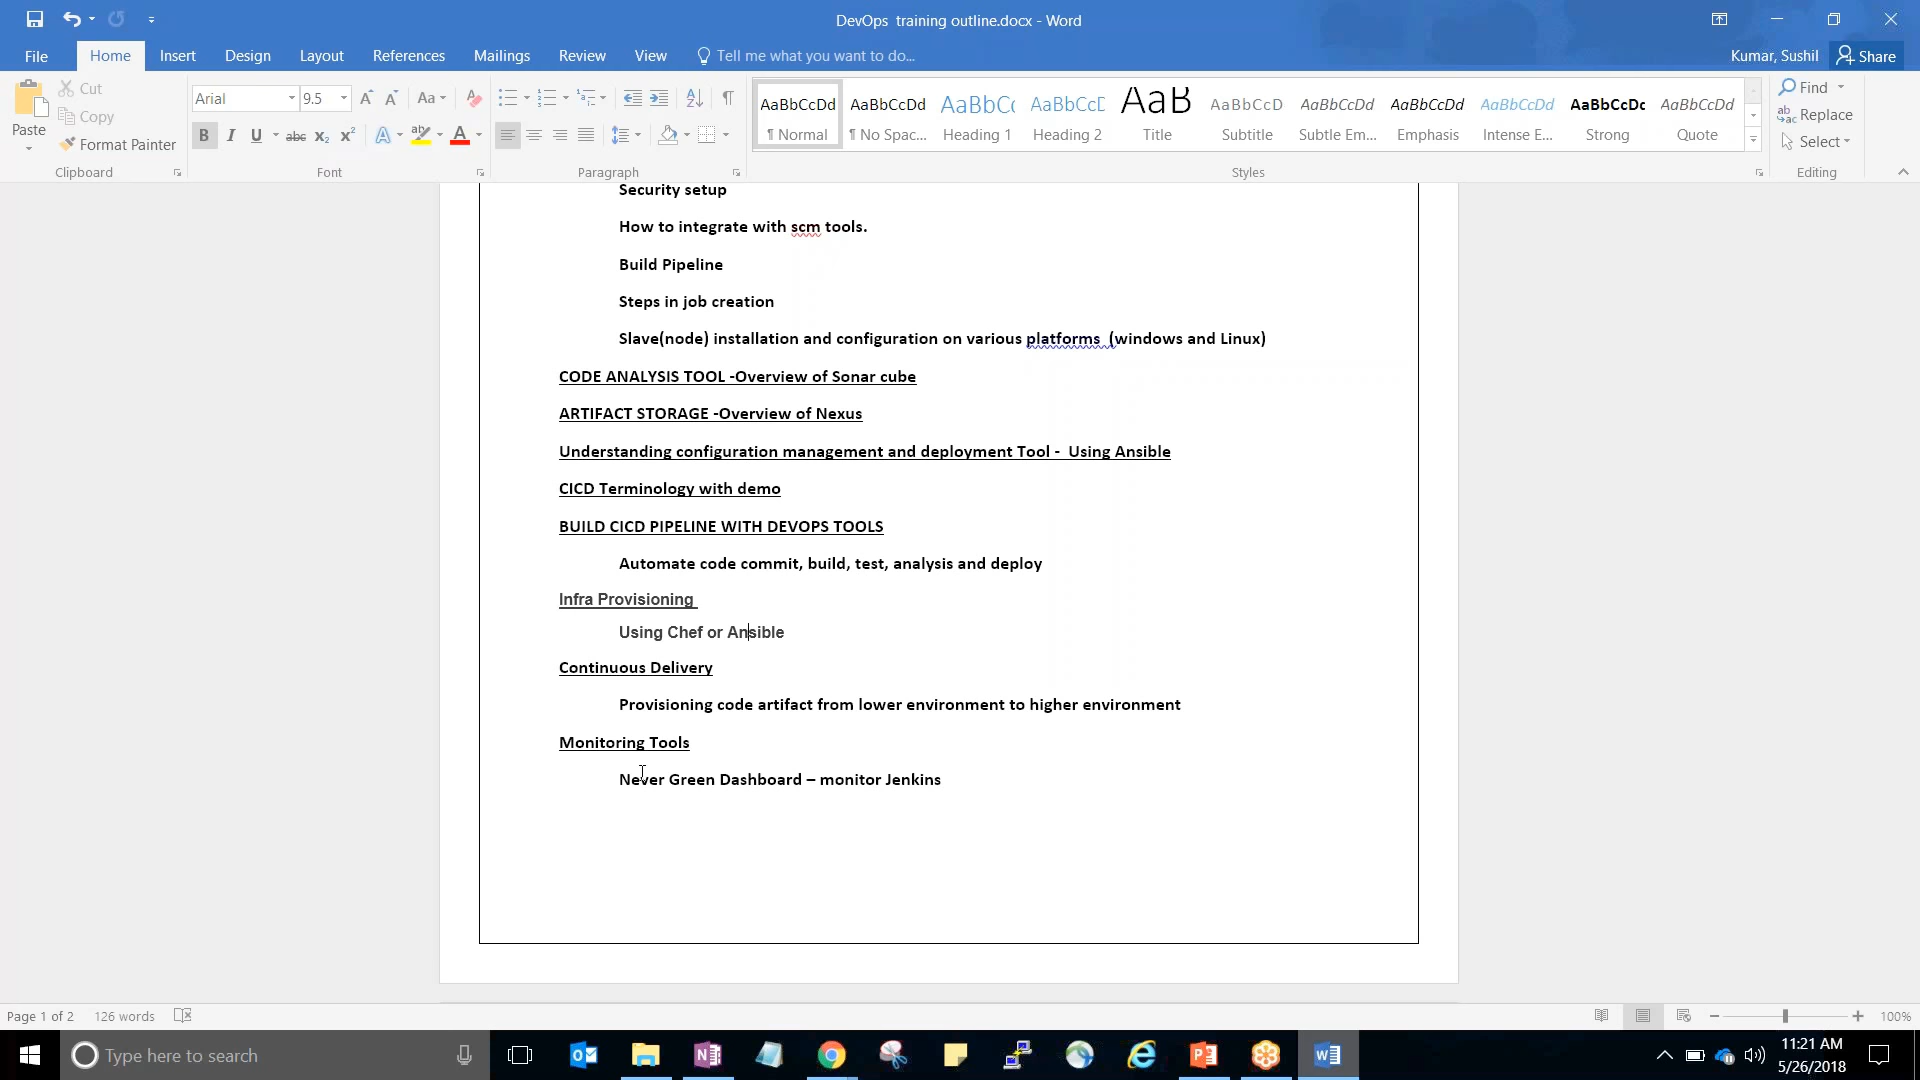 DevOps  training outline.docx - Word
File Home Insert Design Layout References Mailings Review View Tell me what you want to do... Kumar, Sushil Share
Paste
Cut
Copy
Format Painter
Clipboard
Arial 9.5
Font
Paragraph
AaBbCcDd AaBbCcDd AaBbC( AaBbCcE AaB AaBbCcD AaBbCcDd AaBbCcDd AaBbCcDd AaBbCcDc AaBbCcDd
¶ Normal ¶ No Spac... Heading 1 Heading 2 Title Subtitle Subtle Em... Emphasis Intense E... Strong Quote
Styles
Find
Replace
Select
Editing
Security setup
How to integrate with scm tools.
Build Pipeline
Steps in job creation
Slave(node) installation and configuration on various platforms  (windows and Linux)
CODE ANALYSIS TOOL -Overview of Sonar cube
ARTIFACT STORAGE -Overview of Nexus
Understanding configuration management and deployment Tool -  Using Ansible
CICD Terminology with demo
BUILD CICD PIPELINE WITH DEVOPS TOOLS
Automate code commit, build, test, analysis and deploy
Infra Provisioning
Using Chef or Ansible
Continuous Delivery
Provisioning code artifact from lower environment to higher environment
Monitoring Tools
Never Green Dashboard – monitor Jenkins
Page 1 of 2 126 words 100%
Type here to search
11:21 AM
5/26/2018